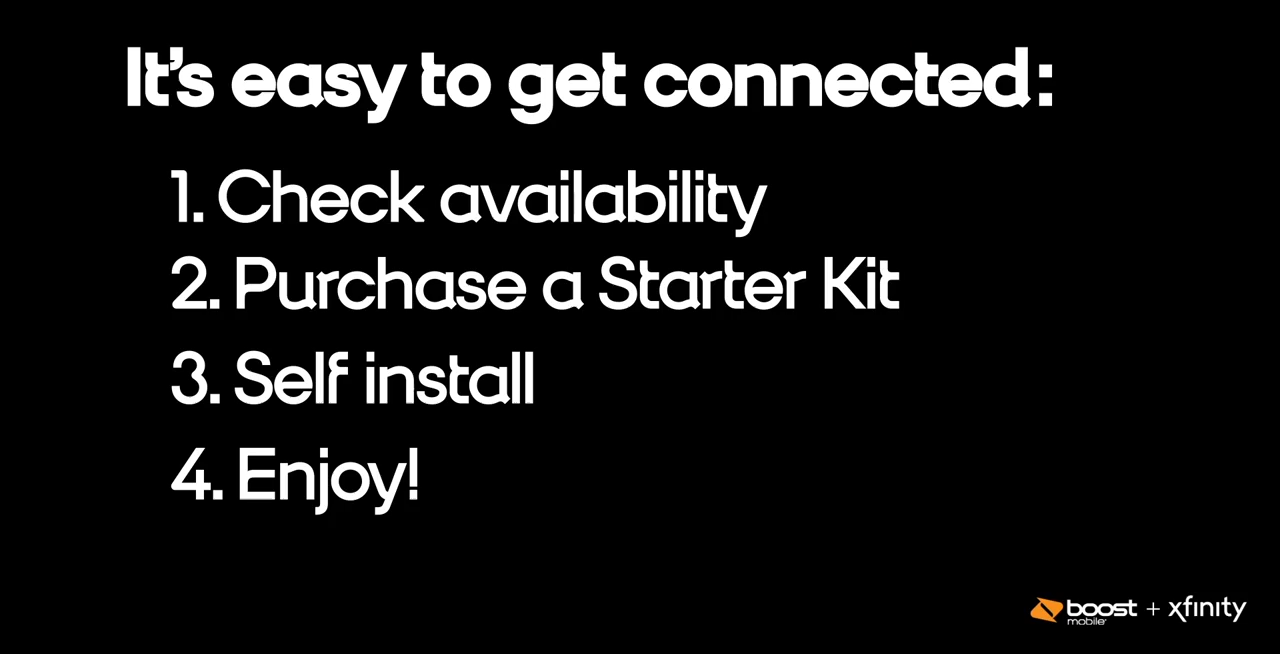 It's easy to get connected:
1. Check availability
2. Purchase a Starter Kit
3. Self install
4. Enjoy!
boost mobile + xfinity